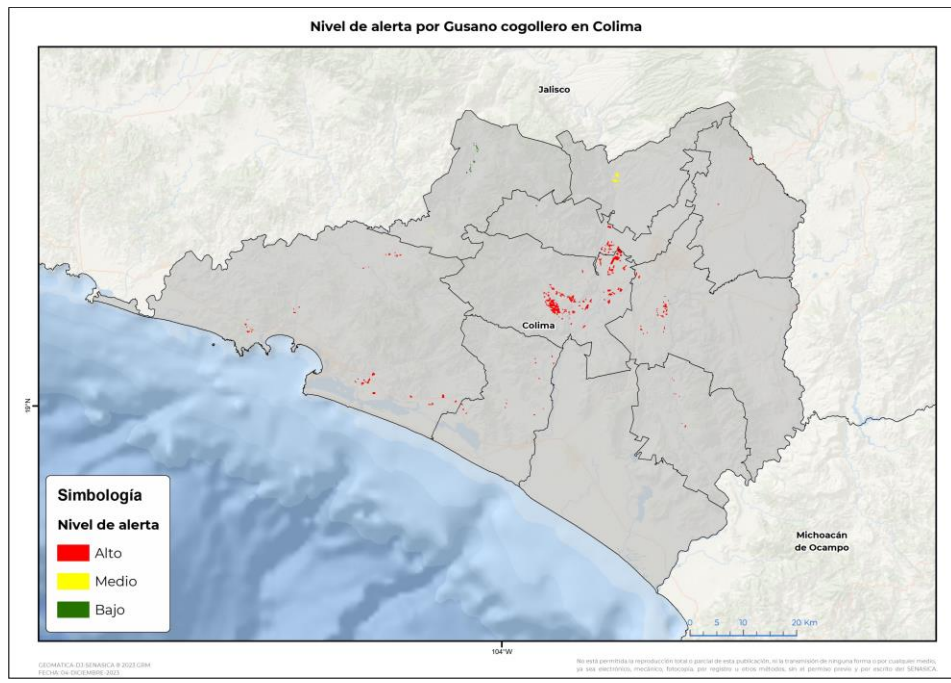 Nivel de alerta por Gusano cogollero en Colima
Jalisco
Colima
19°N
Michoacán
de Ocampo
Simbología
Nivel de alerta
Alto
Medio
Bajo
0 5 10 20 Km
104°W
GEOMATICA-DJ-SENASICA ® 2023 GRM
FECHA: 04-DICIEMBRE-2023
No está permitida la reproducción total o parcial de esta publicación, ni la transmisión de ninguna forma o por cualquier medio,
ya sea electrónico, mecánico, fotocopia, por registro u otros métodos, sin el permiso previo y por escrito del SENASICA.